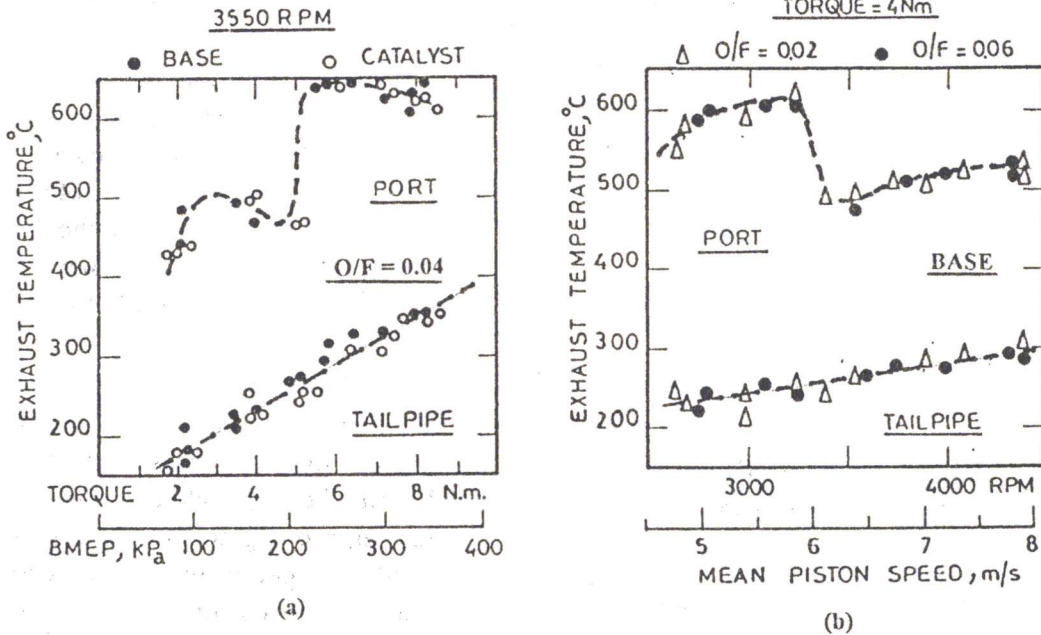 3550 RPM
● BASE ○ CATALYST
EXHAUST TEMPERATURE, °C
600
500
400
300
200
PORT
O/F = 0.04
TAILPIPE
TORQUE 2 4 6 8 N.m.
BMEP, kPa 100 200 300 400
(a)
TORQUE = 4Nm
△ O/F = 0.02 ● O/F = 0.06
EXHAUST TEMPERATURE, °C
600
500
400
300
200
PORT
BASE
TAILPIPE
3000 4000 RPM
5 6 7 8
MEAN PISTON SPEED, m/s
(b)